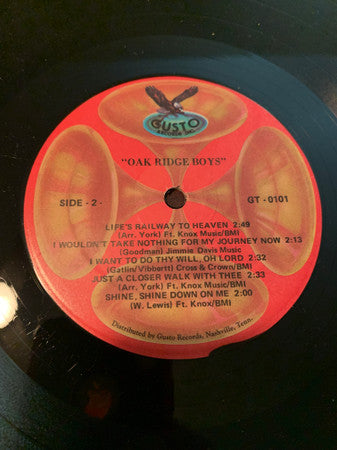 GUSTO
RECORDS INC.
"OAK RIDGE BOYS"
SIDE - 2 -
GT - 0101
LIFE'S RAILWAY TO HEAVEN 2:49
(Arr. York) Ft. Knox Music/BMI
I WOULDN'T TAKE NOTHING FOR MY JOURNEY NOW 2:13
(Goodman) Jimmie Davis Music
I WANT TO DO THY WILL, OH LORD 2:32
(Gatlin/Vibbertt) Cross & Crown/BMI
JUST A CLOSER WALK WITH THEE 2:33
(Arr. York) Ft. Knox Music/BMI
SHINE, SHINE DOWN ON ME 2:00
(W. Lewis) Ft. Knox/BMI
Distributed by Gusto Records, Nashville, Tenn.